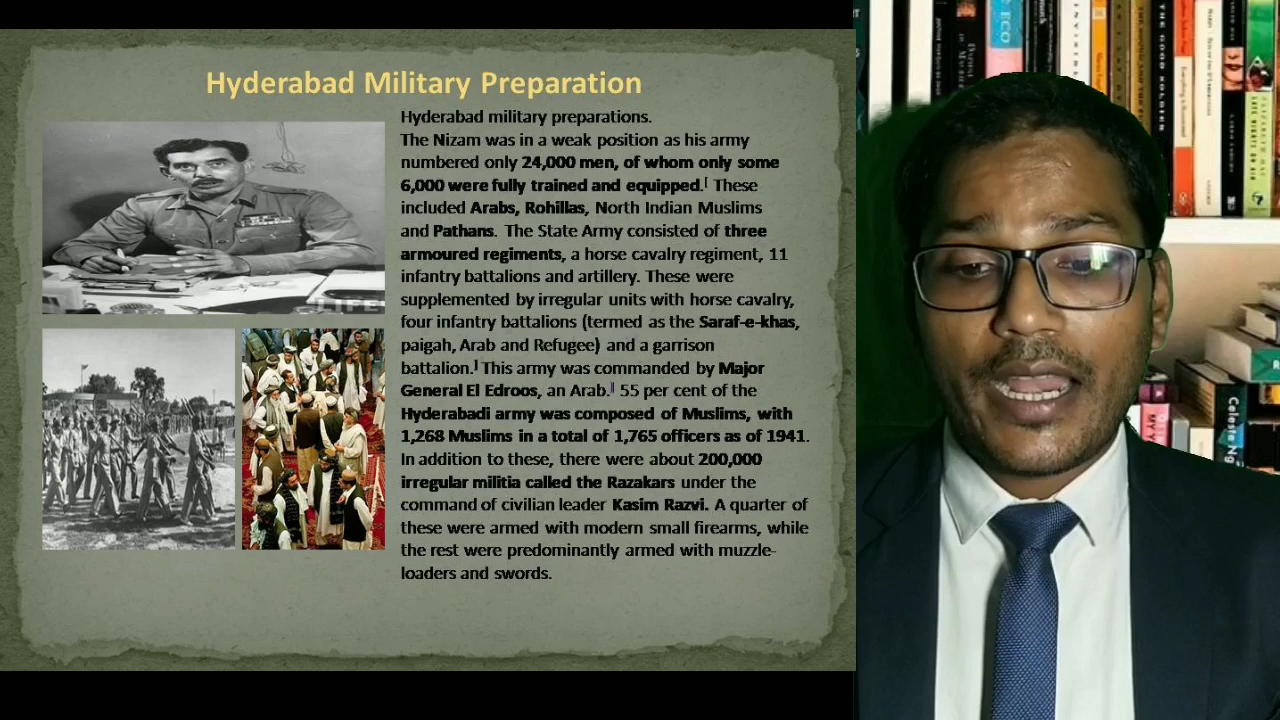 Hyderabad Military Preparation
Hyderabad military preparations.
The Nizam was in a weak position as his army
numbered only 24,000 men, of whom only some
6,000 were fully trained and equipped.[ These
included Arabs, Rohillas, North Indian Muslims
and Pathans. The State Army consisted of three
armoured regiments, a horse cavalry regiment, 11
infantry battalions and artillery. These were
supplemented by irregular units with horse cavalry,
four infantry battalions (termed as the Saraf-e-khas,
paigah, Arab and Refugee) and a garrison
battalion.] This army was commanded by Major
General El Edroos, an Arab.[] 55 per cent of the
Hyderabadi army was composed of Muslims, with
1,268 Muslims in a total of 1,765 officers as of 1941.
In addition to these, there were about 200,000
irregular militia called the Razakars under the
command of civilian leader Kasim Razvi. A quarter of
these were armed with modern small firearms, while
the rest were predominantly armed with muzzle-
loaders and swords.
LIFE
ECO
THE GOOD SOLDIER
Celeste Ng
MY